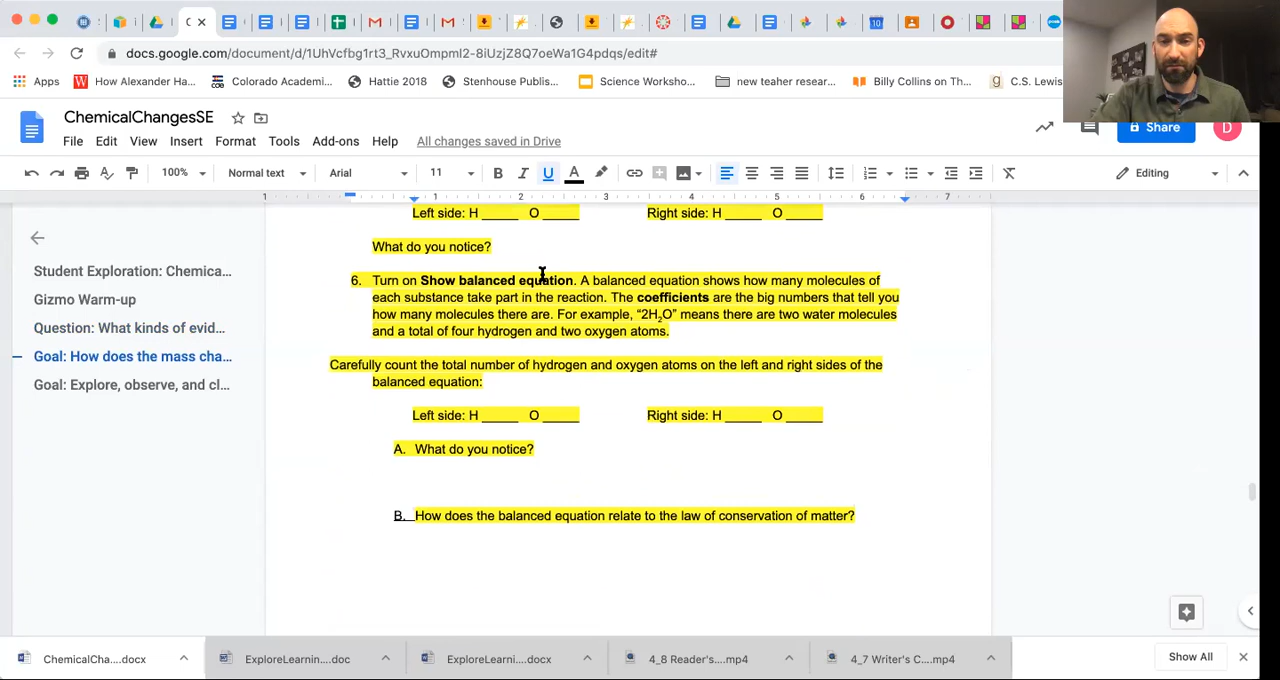 docs.google.com/document/d/1UhVcfbg1rt3_RvxuOmpml2-8iUzjZ8Q7oeWa1G4pdqs/edit#
Apps How Alexander Ha... Colorado Academi... Hattie 2018 Stenhouse Publis... Science Worksho... new teaher resear... Billy Collins on Th... C.S. Lewis
ChemicalChangesSE
File Edit View Insert Format Tools Add-ons Help All changes saved in Drive
Share D
100% Normal text Arial 11 B I U A Editing
1 1 2 3 4 5 6 7
Left side: H _____ O _____ Right side: H _____ O _____
What do you notice?
6. Turn on Show balanced equation. A balanced equation shows how many molecules of
each substance take part in the reaction. The coefficients are the big numbers that tell you
how many molecules there are. For example, “2H₂O” means there are two water molecules
and a total of four hydrogen and two oxygen atoms.
Carefully count the total number of hydrogen and oxygen atoms on the left and right sides of the
balanced equation:
Left side: H _____ O _____ Right side: H _____ O _____
A. What do you notice?
B. How does the balanced equation relate to the law of conservation of matter?
Student Exploration: Chemica...
Gizmo Warm-up
Question: What kinds of evid...
Goal: How does the mass cha...
Goal: Explore, observe, and cl...
ChemicalCha....docx ExploreLearnin....doc ExploreLearni....docx 4_8 Reader's....mp4 4_7 Writer's C....mp4 Show All